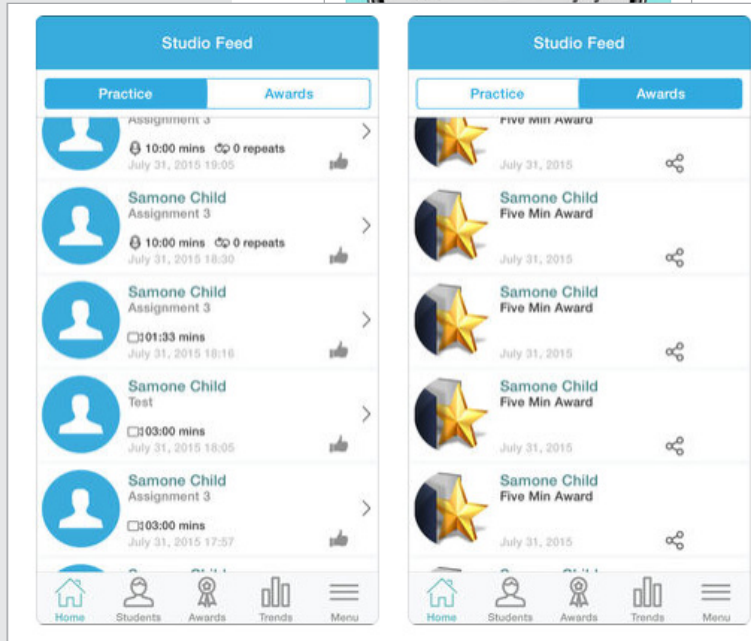 Studio Feed
Practice Awards
Assignment 3
10:00 mins 0 repeats
July 31, 2015 19:05
Samone Child
Assignment 3
10:00 mins 0 repeats
July 31, 2015 18:30
Samone Child
Assignment 3
01:33 mins
July 31, 2015 18:16
Samone Child
Test
03:00 mins
July 31, 2015 18:05
Samone Child
Assignment 3
03:00 mins
July 31, 2015 17:57
Home Students Awards Trends Menu
Studio Feed
Practice Awards
Five Min Award
July 31, 2015
Samone Child
Five Min Award
July 31, 2015
Samone Child
Five Min Award
July 31, 2015
Samone Child
Five Min Award
July 31, 2015
Samone Child
Five Min Award
July 31, 2015
Home Students Awards Trends Menu